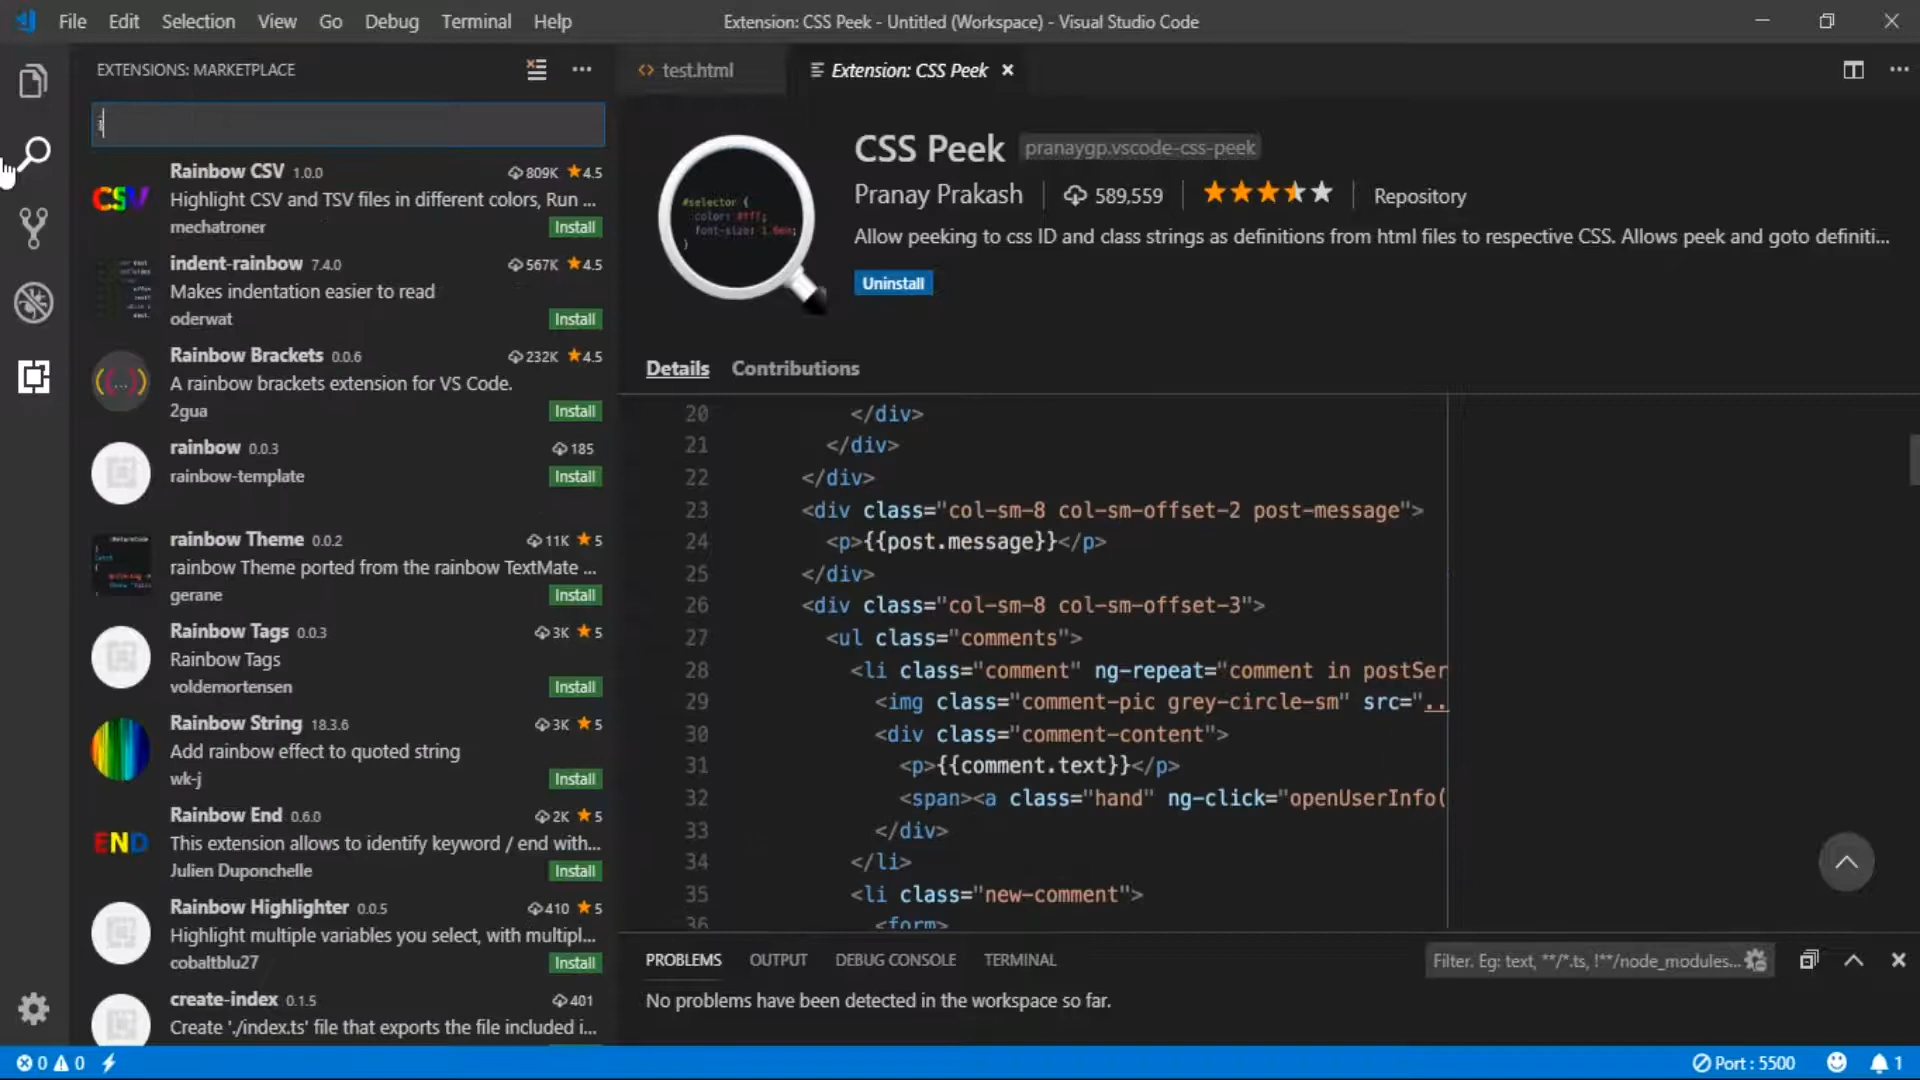 File Edit Selection View Go Debug Terminal Help
Extension: CSS Peek - Untitled (Workspace) - Visual Studio Code
EXTENSIONS: MARKETPLACE
i
Rainbow CSV 1.0.0 809K 4.5
Highlight CSV and TSV files in different colors, Run ...
mechatroner Install
indent-rainbow 7.4.0 567K 4.5
Makes indentation easier to read
oderwat Install
Rainbow Brackets 0.0.6 232K 4.5
A rainbow brackets extension for VS Code.
2gua Install
rainbow 0.0.3 185
rainbow-template Install
rainbow Theme 0.0.2 11K 5
rainbow Theme ported from the rainbow TextMate ...
gerane Install
Rainbow Tags 0.0.3 3K 5
Rainbow Tags
voldemortensen Install
Rainbow String 18.3.6 3K 5
Add rainbow effect to quoted string
wk-j Install
Rainbow End 0.6.0 2K 5
This extension allows to identify keyword / end with...
Julien Duponchelle Install
Rainbow Highlighter 0.0.5 410 5
Highlight multiple variables you select, with multipl...
cobaltblu27 Install
create-index 0.1.5 401
Create './index.ts' file that exports the file included i...
CSV
(...)
END
test.html
Extension: CSS Peek
#selector {
color: #fff;
font-size: 1.6em;
}
CSS Peek pranaygp.vscode-css-peek
Pranay Prakash 589,559 Repository
Allow peeking to css ID and class strings as definitions from html files to respective CSS. Allows peek and goto definiti...
Uninstall
Details Contributions
20 </div>
21 </div>
22 </div>
23 <div class="col-sm-8 col-sm-offset-2 post-message">
24 <p>{{post.message}}</p>
25 </div>
26 <div class="col-sm-8 col-sm-offset-3">
27 <ul class="comments">
28 <li class="comment" ng-repeat="comment in postSer
29 <img class="comment-pic grey-circle-sm" src="..
30 <div class="comment-content">
31 <p>{{comment.text}}</p>
32 <span><a class="hand" ng-click="openUserInfo(
33 </div>
34 </li>
35 <li class="new-comment">
36 <form>
PROBLEMS OUTPUT DEBUG CONSOLE TERMINAL
Filter. Eg: text, **/*.ts, !**/node_modules...
No problems have been detected in the workspace so far.
0 0
Port : 5500 1